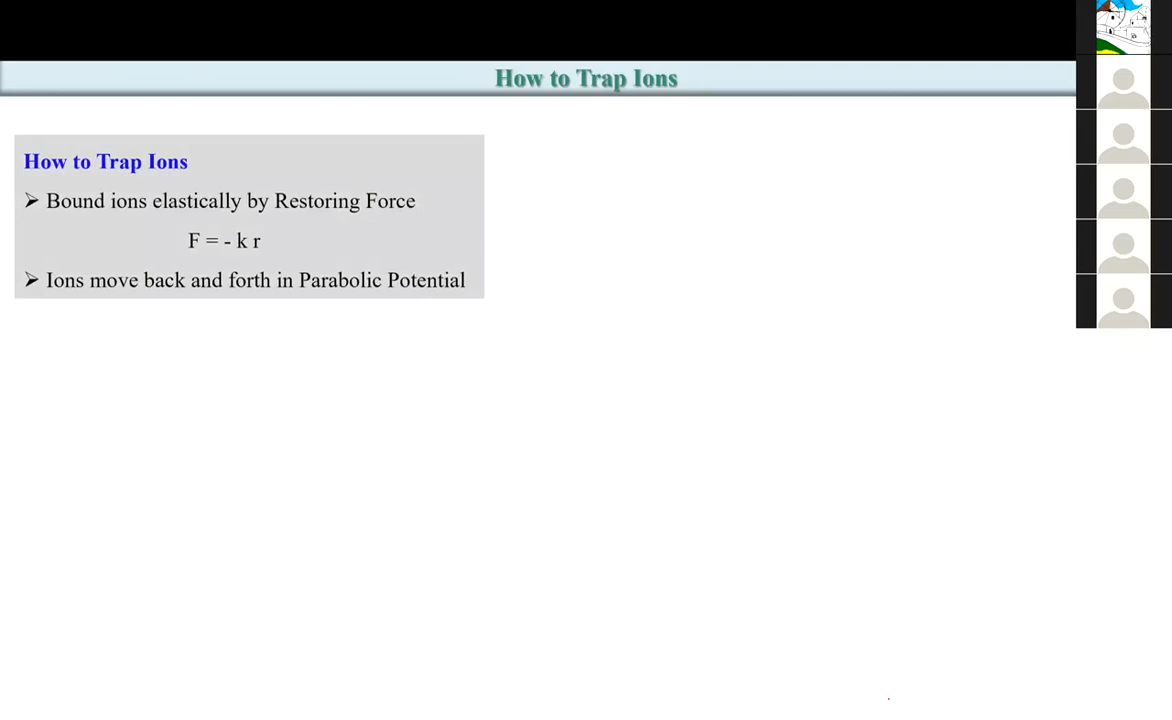 How to Trap Ions
How to Trap Ions
➢ Bound ions elastically by Restoring Force
F = - k r
➢ Ions move back and forth in Parabolic Potential